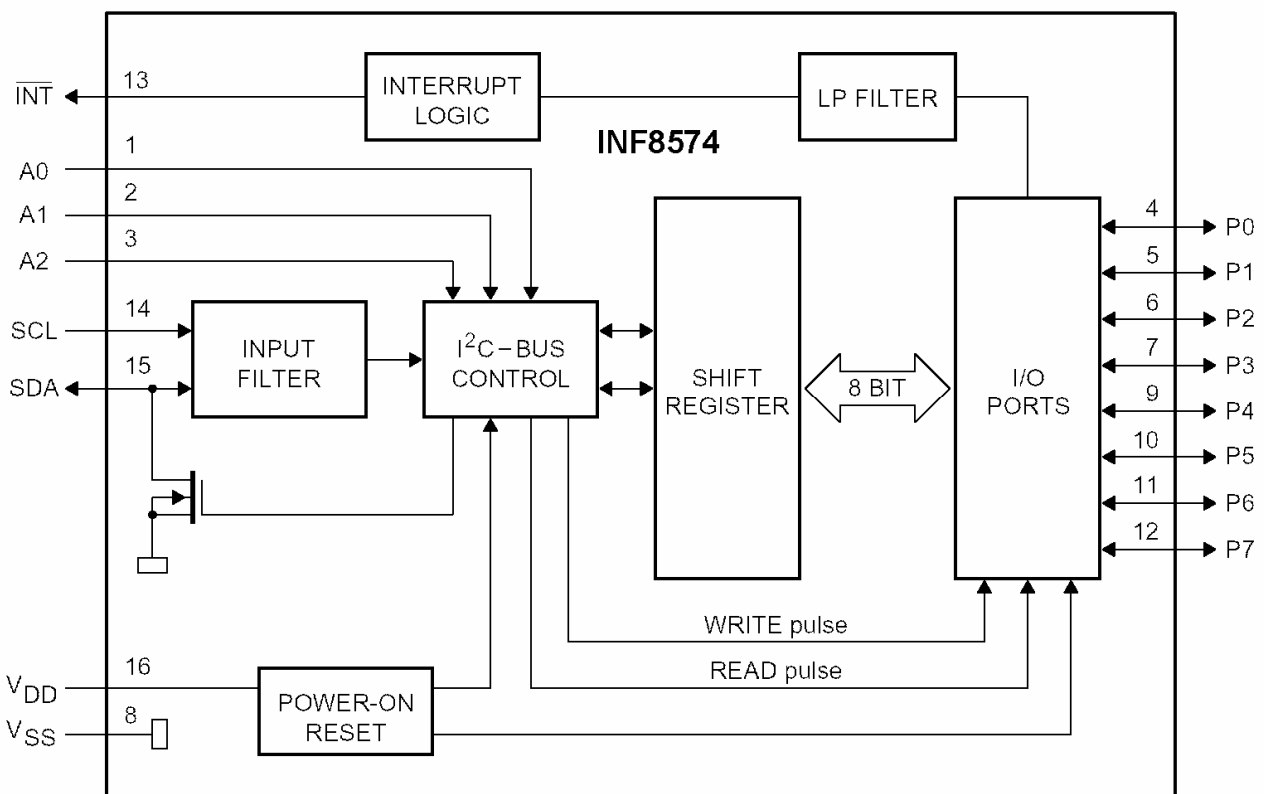 INT
13
INTERRUPT
LOGIC
LP FILTER
INF8574
A0
1
A1
2
A2
3
SCL
14
SDA
15
INPUT
FILTER
I²C–BUS
CONTROL
SHIFT
REGISTER
8 BIT
I/O
PORTS
4
P0
5
P1
6
P2
7
P3
9
P4
10
P5
11
P6
12
P7
WRITE pulse
READ pulse
VDD
16
VSS
8
POWER-ON
RESET